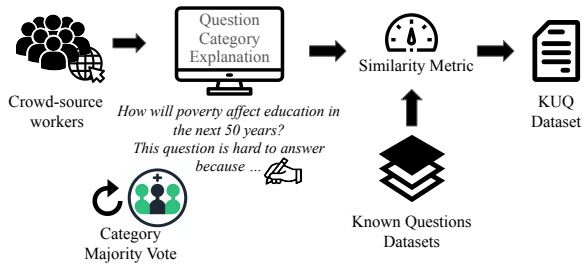 Question
Category
Explanation
Similarity Metric
Crowd-source
workers
KUQ
Dataset
How will poverty affect education in
the next 50 years?
This question is hard to answer
because ...
Category
Majority Vote
Known Questions
Datasets